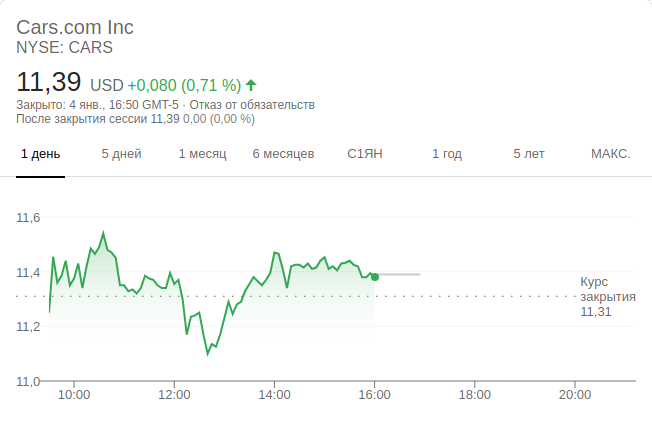 Cars.com Inc
NYSE: CARS
11,39 USD +0,080 (0,71 %)
Закрыто: 4 янв., 16:50 GMT-5 · Отказ от обязательств
После закрытия сессии 11,39 0,00 (0,00 %)
1 день 5 дней 1 месяц 6 месяцев С1ЯН 1 год 5 лет МАКС.
11,6
11,4
Курс
закрытия
11,31
11,2
11,0
10:00 12:00 14:00 16:00 18:00 20:00